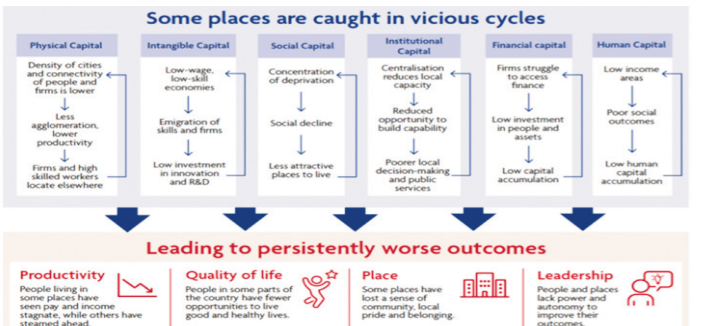 Some places are caught in vicious cycles
Physical Capital
Density of cities
and connectivity
of people and
firms is lower
Less
agglomeration,
lower
productivity
Firms and high
skilled workers
locate elsewhere
Intangible Capital
Low-wage,
low-skill
economies
Emigration of
skills and firms
Low investment
in innovation
and R&D
Social Capital
Concentration
of deprivation
Social decline
Less attractive
places to live
Institutional
Capital
Centralisation
reduces local
capacity
Reduced
opportunity to
build capability
Poorer local
decision-making
and public
services
Financial capital
Firms struggle
to access
finance
Low investment
in people and
assets
Low capital
accumulation
Human Capital
Low income
areas
Poor social
outcomes
Low human
capital
accumulation
Leading to persistently worse outcomes
Productivity
People living in
some places have
seen pay and income
stagnate, while others have
steamed ahead.
Quality of life
People in some parts of
the country have fewer
opportunities to live
good and healthy lives.
Place
Some places have
lost a sense of
community, local
pride and belonging.
Leadership
People and places
lack power and
autonomy to
improve their
outcomes.